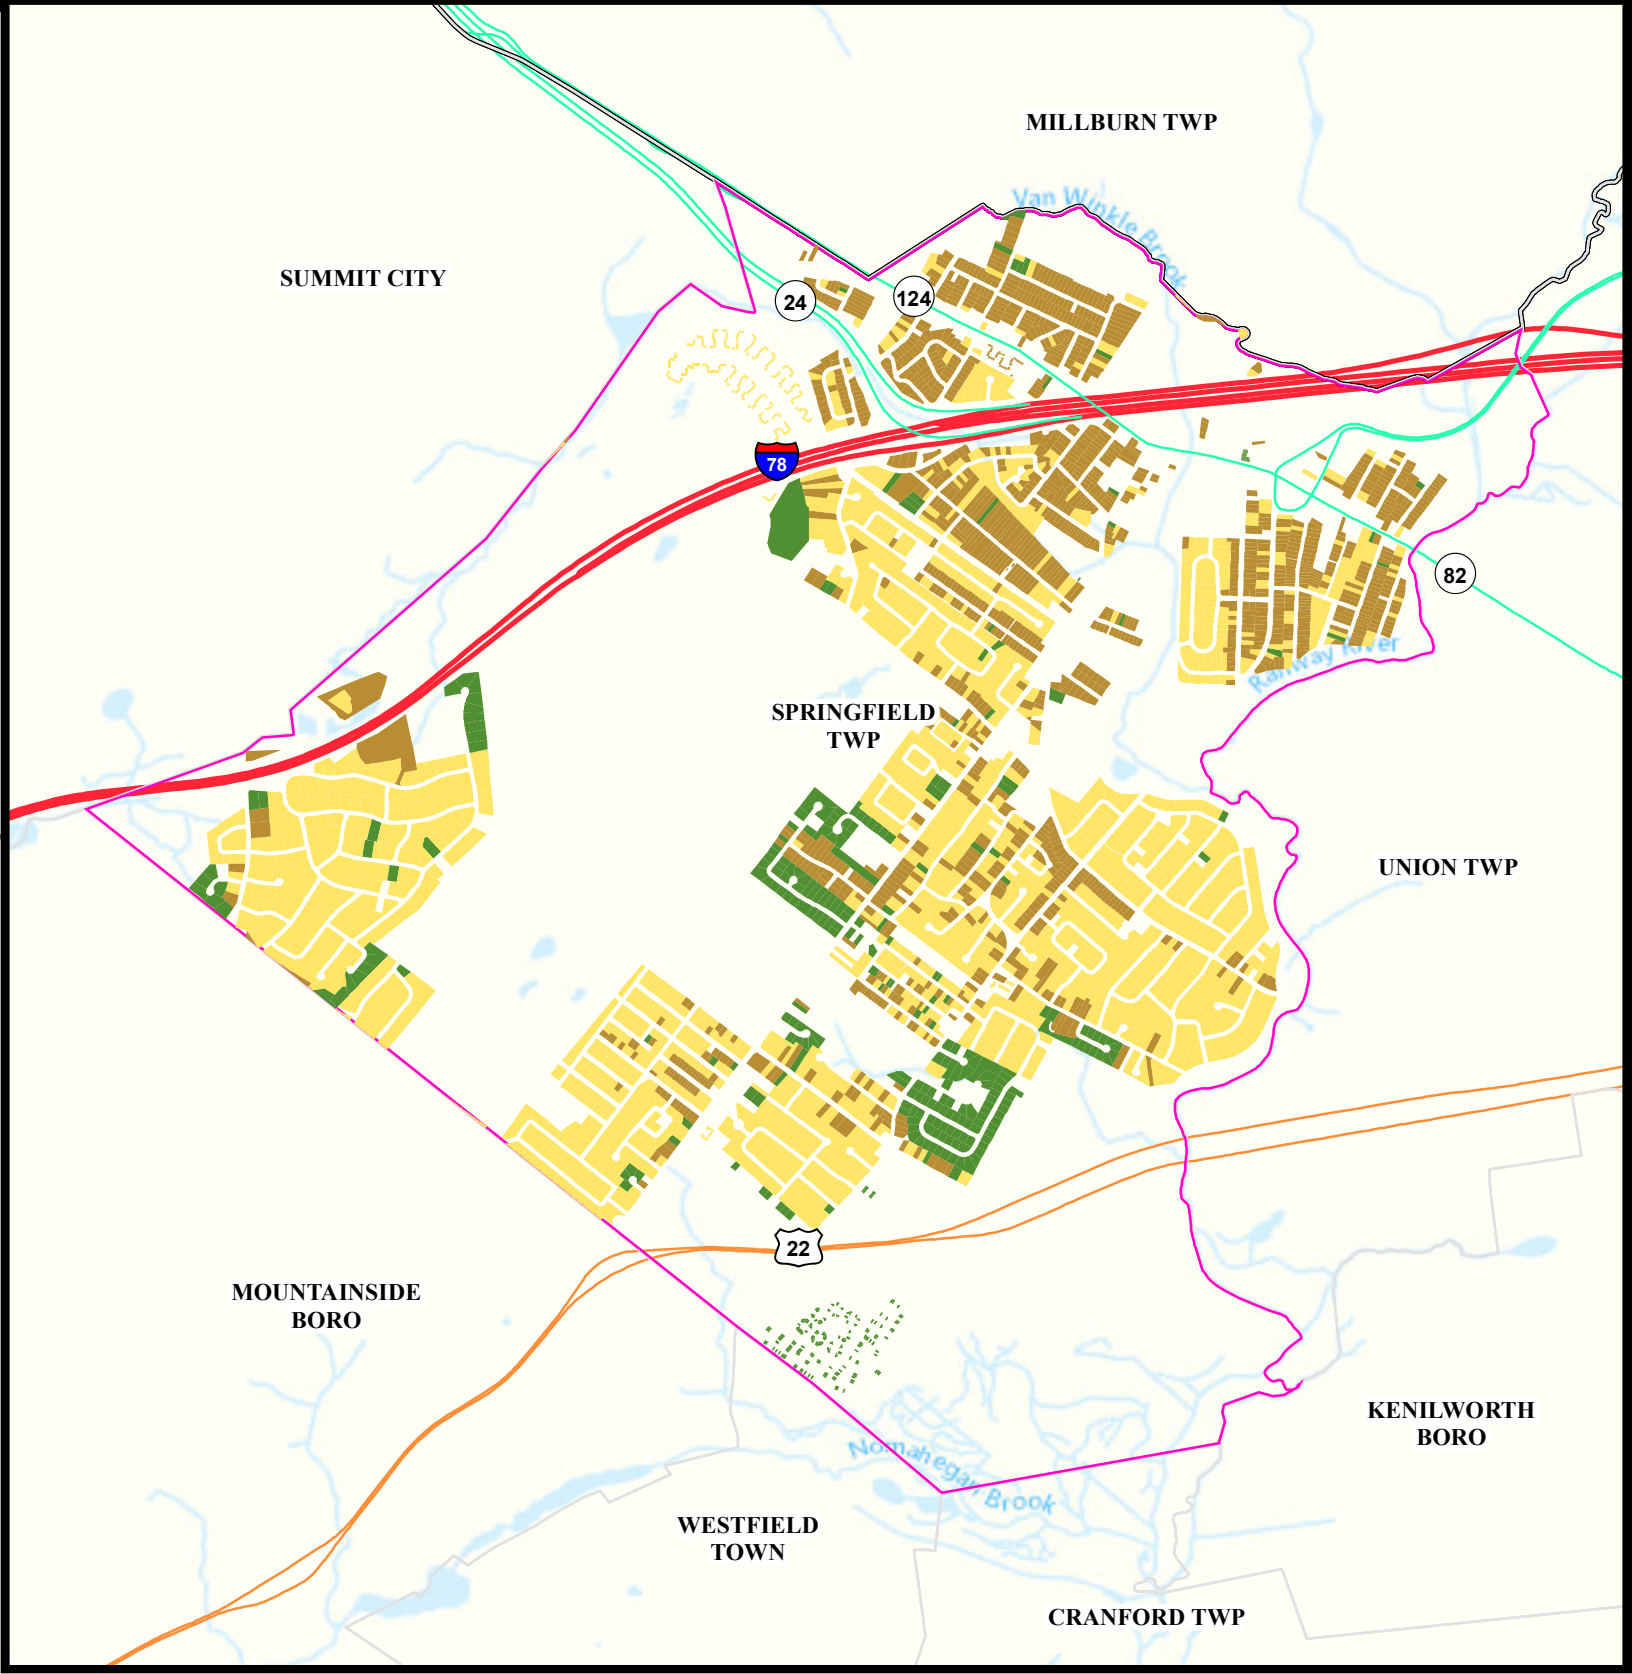 MILLBURN TWP
Van Winkle Brook
SUMMIT CITY
24
124
78
82
Rahway River
SPRINGFIELD
TWP
UNION TWP
22
MOUNTAINSIDE
BORO
KENILWORTH
BORO
Nomahegan Brook
WESTFIELD
TOWN
CRANFORD TWP